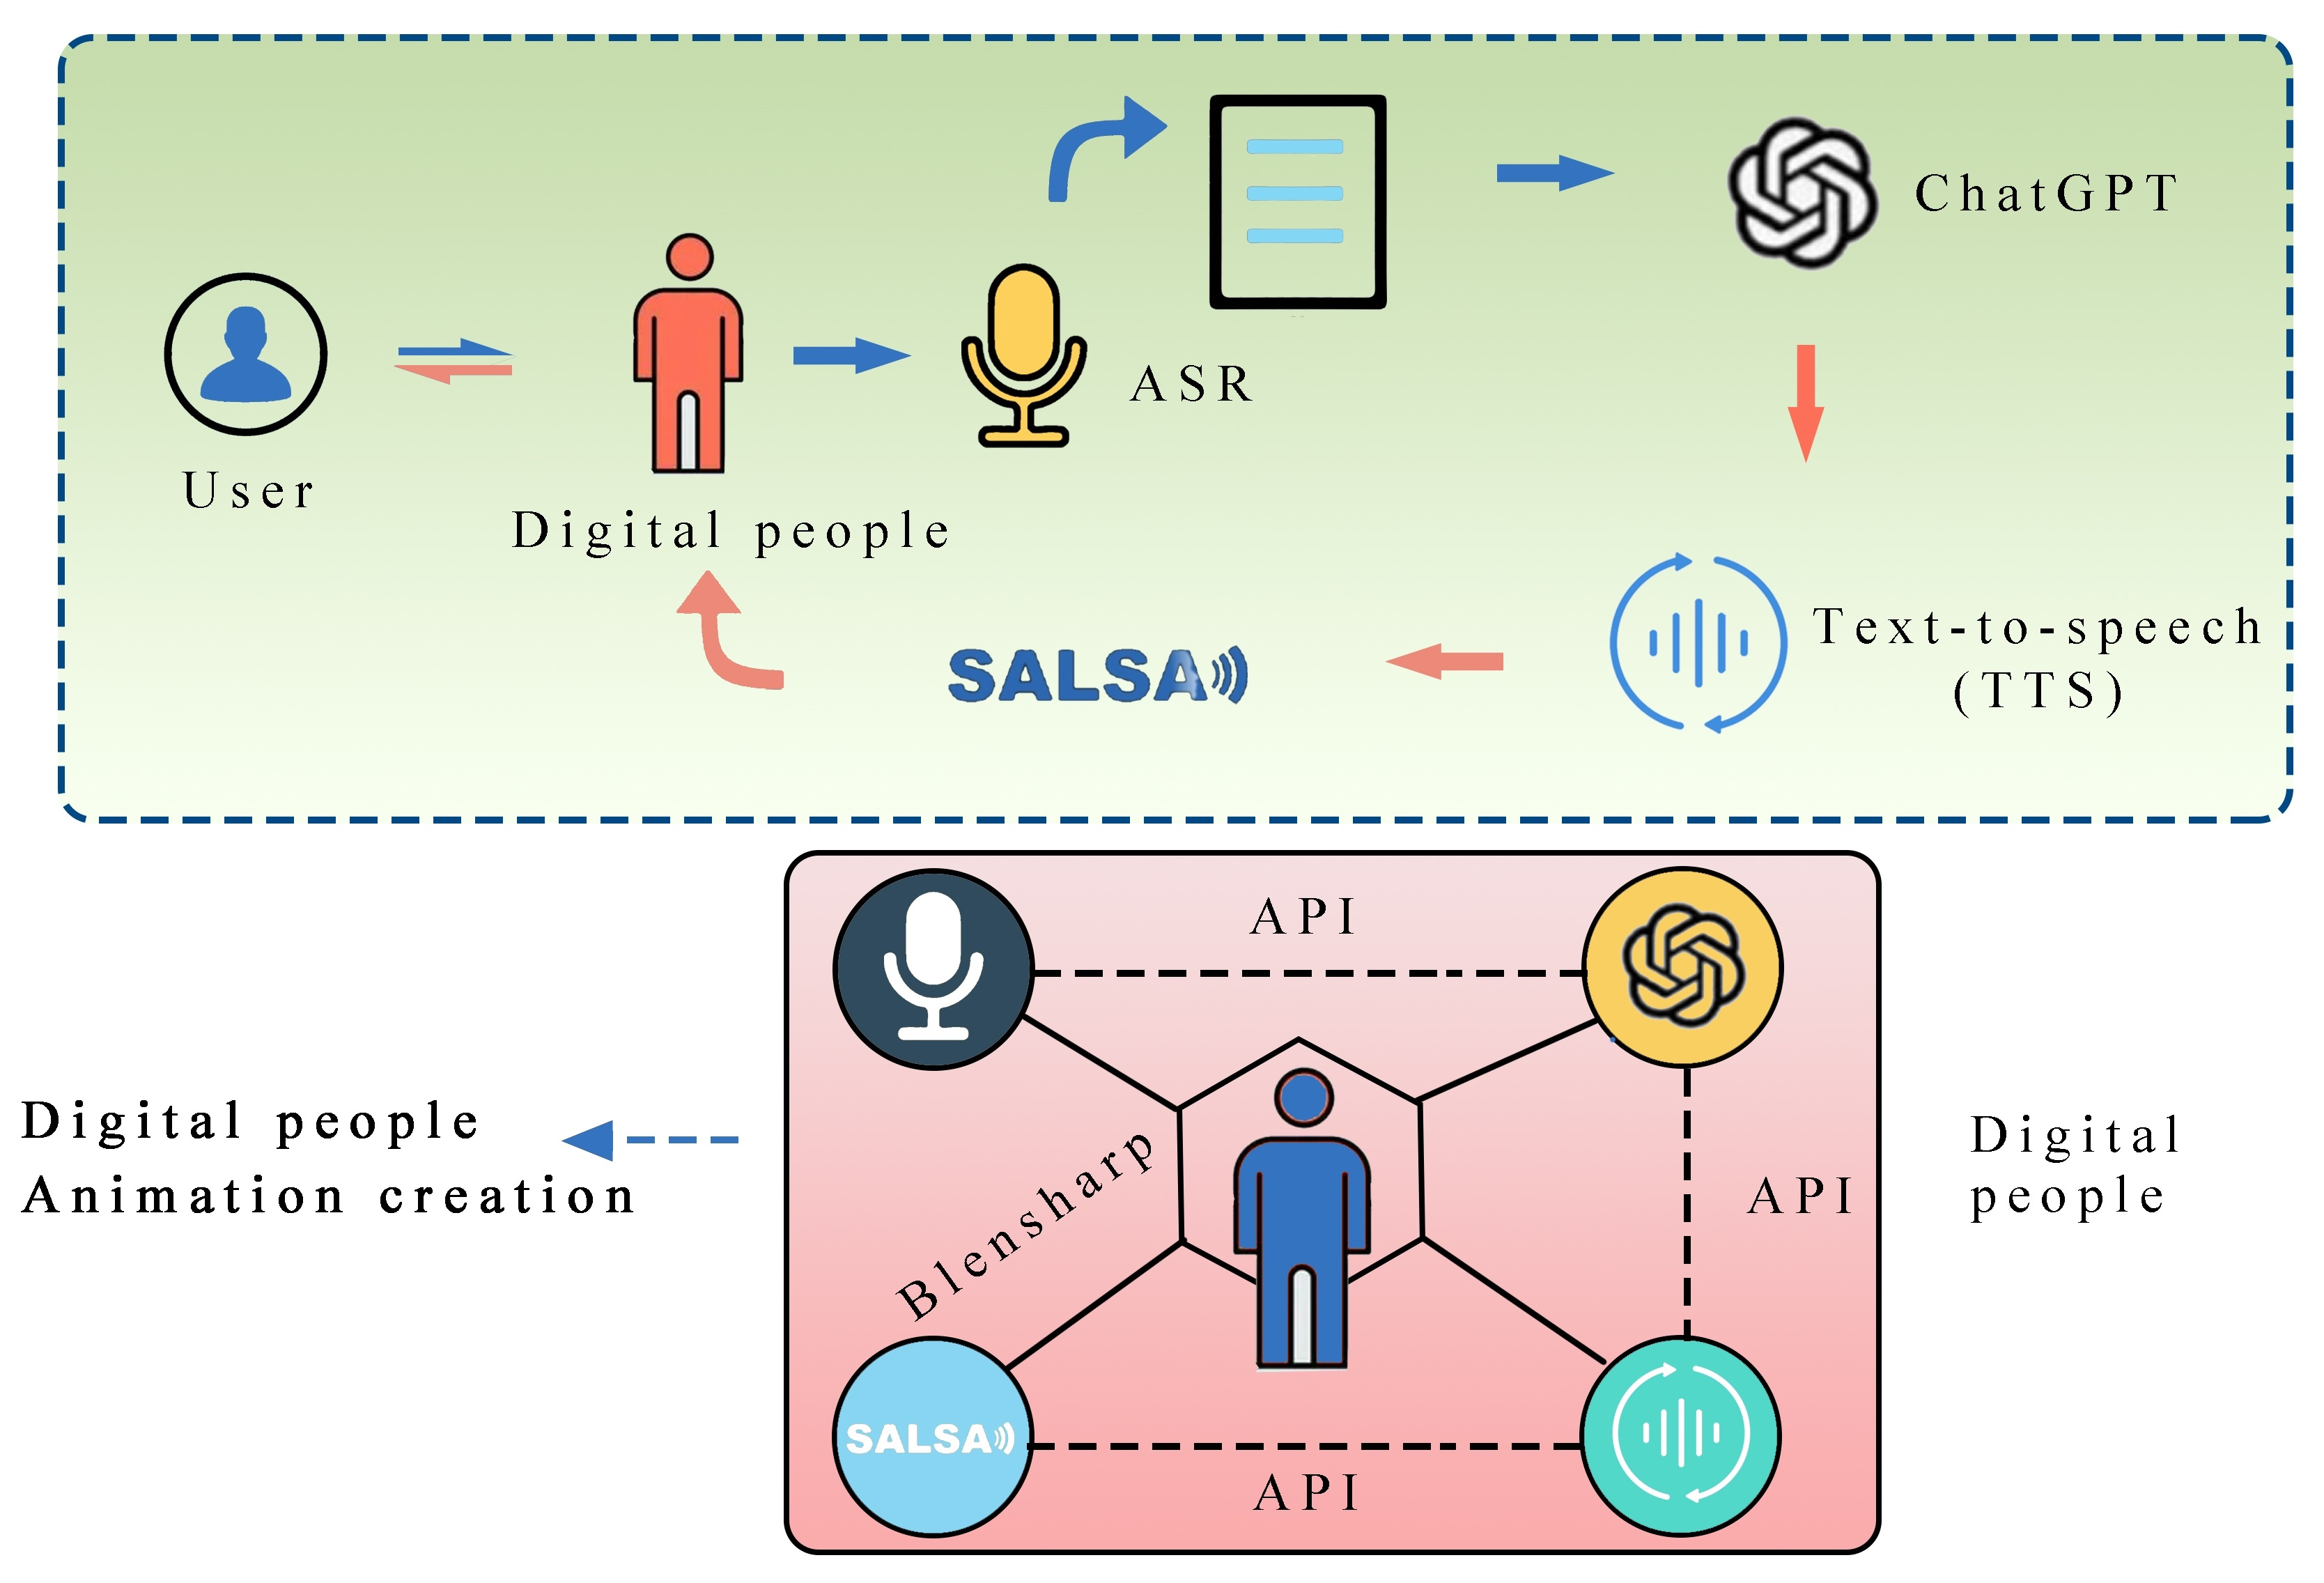 ChatGPT
ASR
User
Digital people
Text-to-speech
(TTS)
SALSA
API
Digital people
Animation creation
Blensharp
API
Digital
people
SALSA
API